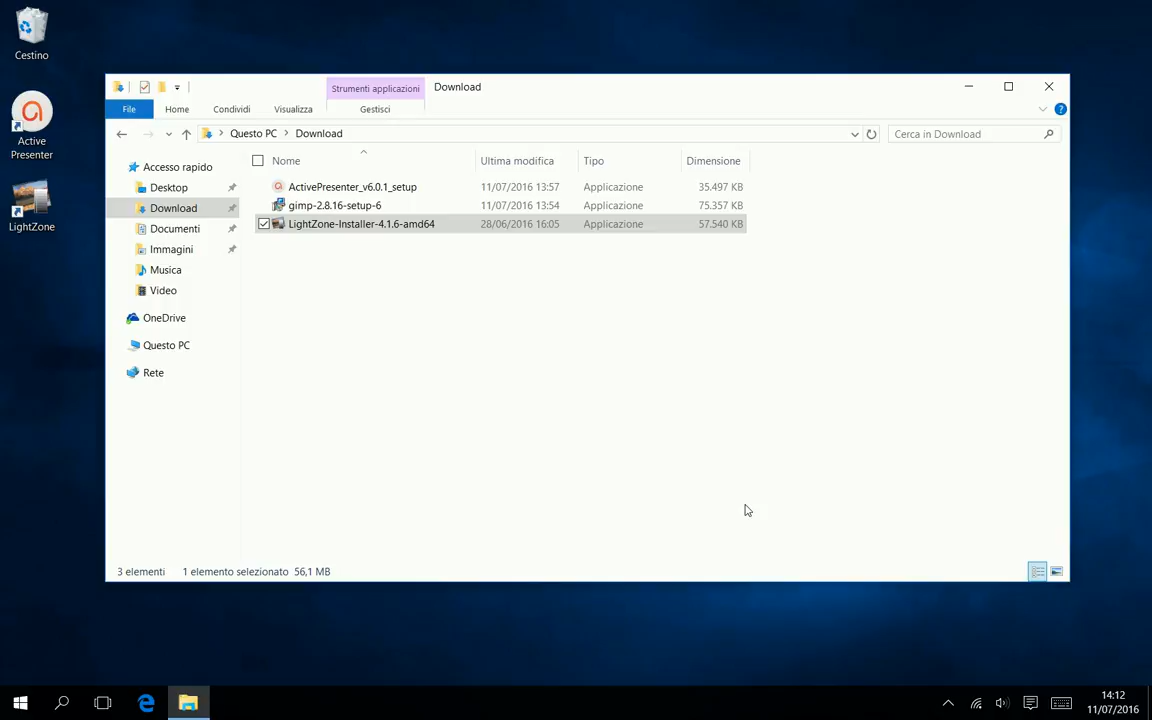 Cestino
Active
Presenter
LightZone
Strumenti applicazioni
Download
File
Home
Condividi
Visualizza
Gestisci
Questo PC
Download
Cerca in Download
Accesso rapido
Desktop
Download
Documenti
Immagini
Musica
Video
OneDrive
Questo PC
Rete
Nome Ultima modifica Tipo Dimensione
ActivePresenter_v6.0.1_setup 11/07/2016 13:57 Applicazione 35.497 KB
gimp-2.8.16-setup-6 11/07/2016 13:54 Applicazione 75.357 KB
LightZone-Installer-4.1.6-amd64 28/06/2016 16:05 Applicazione 57.540 KB
3 elementi 1 elemento selezionato 56,1 MB
14:12
11/07/2016